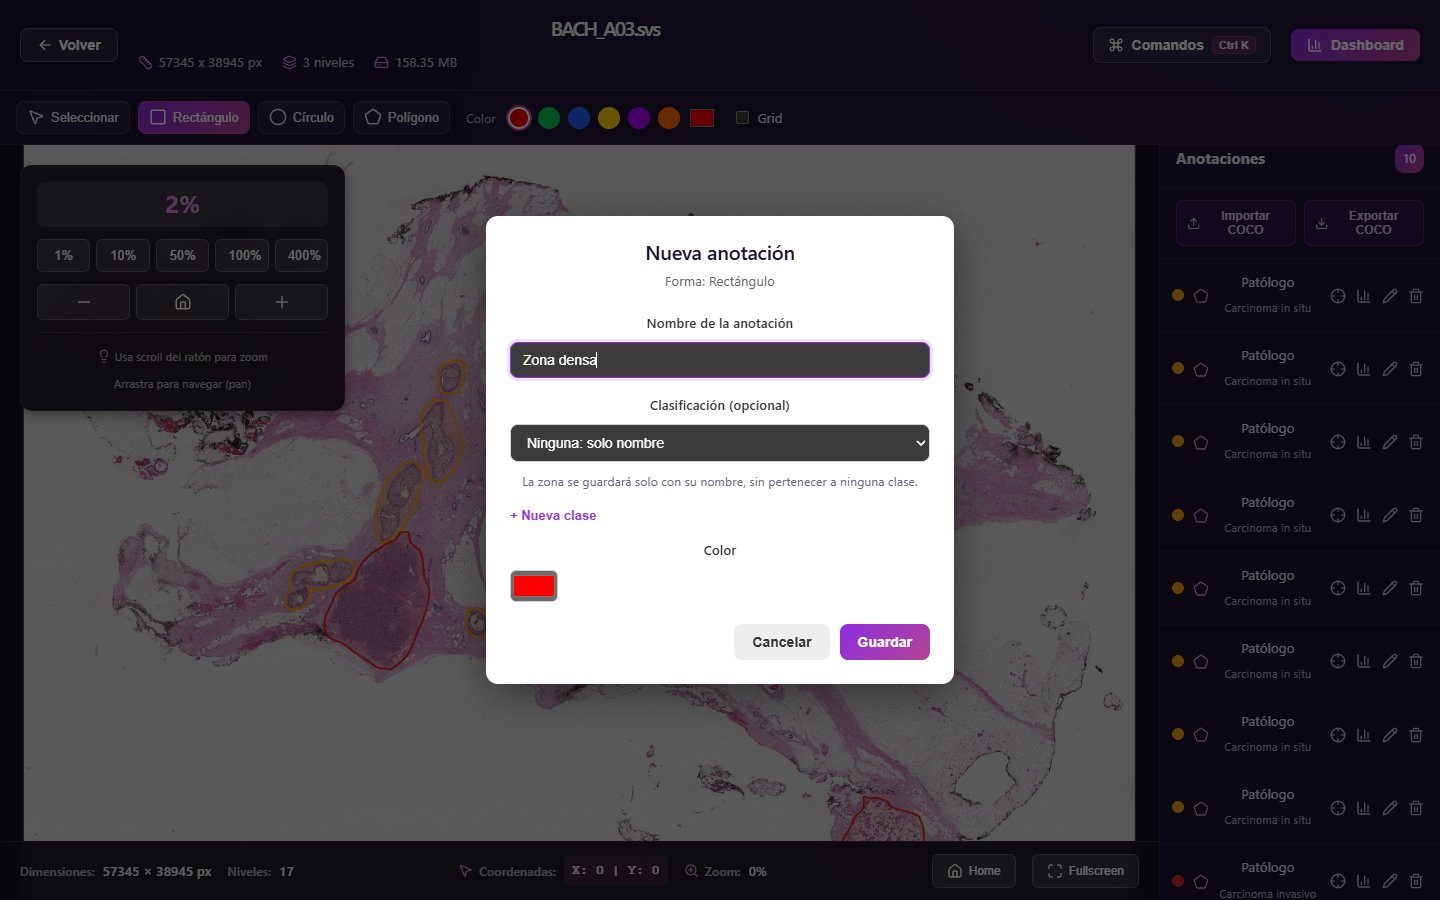 BACH_A03.svs
Volver
57345 x 38945 px
3 niveles
158.35 MB
Comandos
Ctrl K
Dashboard
Seleccionar
Rectángulo
Círculo
Polígono
Color
Grid
2%
1%
10%
50%
100%
400%
Usa scroll del ratón para zoom
Arrastra para navegar (pan)
Nueva anotación
Forma: Rectángulo
Nombre de la anotación
Zona densa
Clasificación (opcional)
Ninguna: solo nombre
La zona se guardará solo con su nombre, sin pertenecer a ninguna clase.
+ Nueva clase
Color
Cancelar
Guardar
Anotaciones
10
Importar
COCO
Exportar
COCO
Patólogo
Carcinoma in situ
Patólogo
Carcinoma in situ
Patólogo
Carcinoma in situ
Patólogo
Carcinoma in situ
Patólogo
Carcinoma in situ
Patólogo
Carcinoma in situ
Patólogo
Carcinoma in situ
Patólogo
Carcinoma in situ
Patólogo
Carcinoma invasivo
Dimensiones: 57345 × 38945 px
Niveles: 17
Coordenadas: X: 0 | Y: 0
Zoom: 0%
Home
Fullscreen